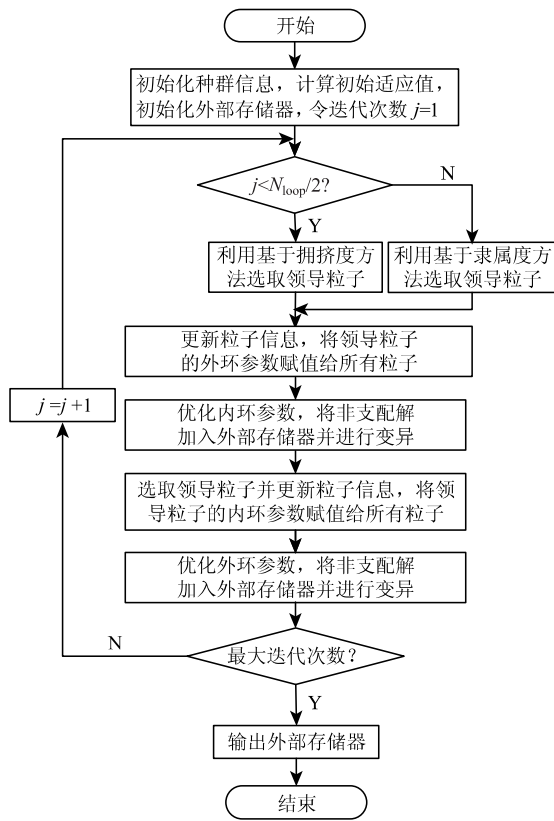 开始
初始化种群信息，计算初始适应值，
初始化外部存储器，令迭代次数 j=1
j<Nloop/2?
N
Y
利用基于拥挤度方
法选取领导粒子
利用基于隶属度方
法选取领导粒子
更新粒子信息，将领导粒子
的外环参数赋值给所有粒子
j =j +1
优化内环参数，将非支配解
加入外部存储器并进行变异
选取领导粒子并更新粒子信息，将领
导粒子的内环参数赋值给所有粒子
优化外环参数，将非支配解
加入外部存储器并进行变异
N
最大迭代次数？
Y
输出外部存储器
结束